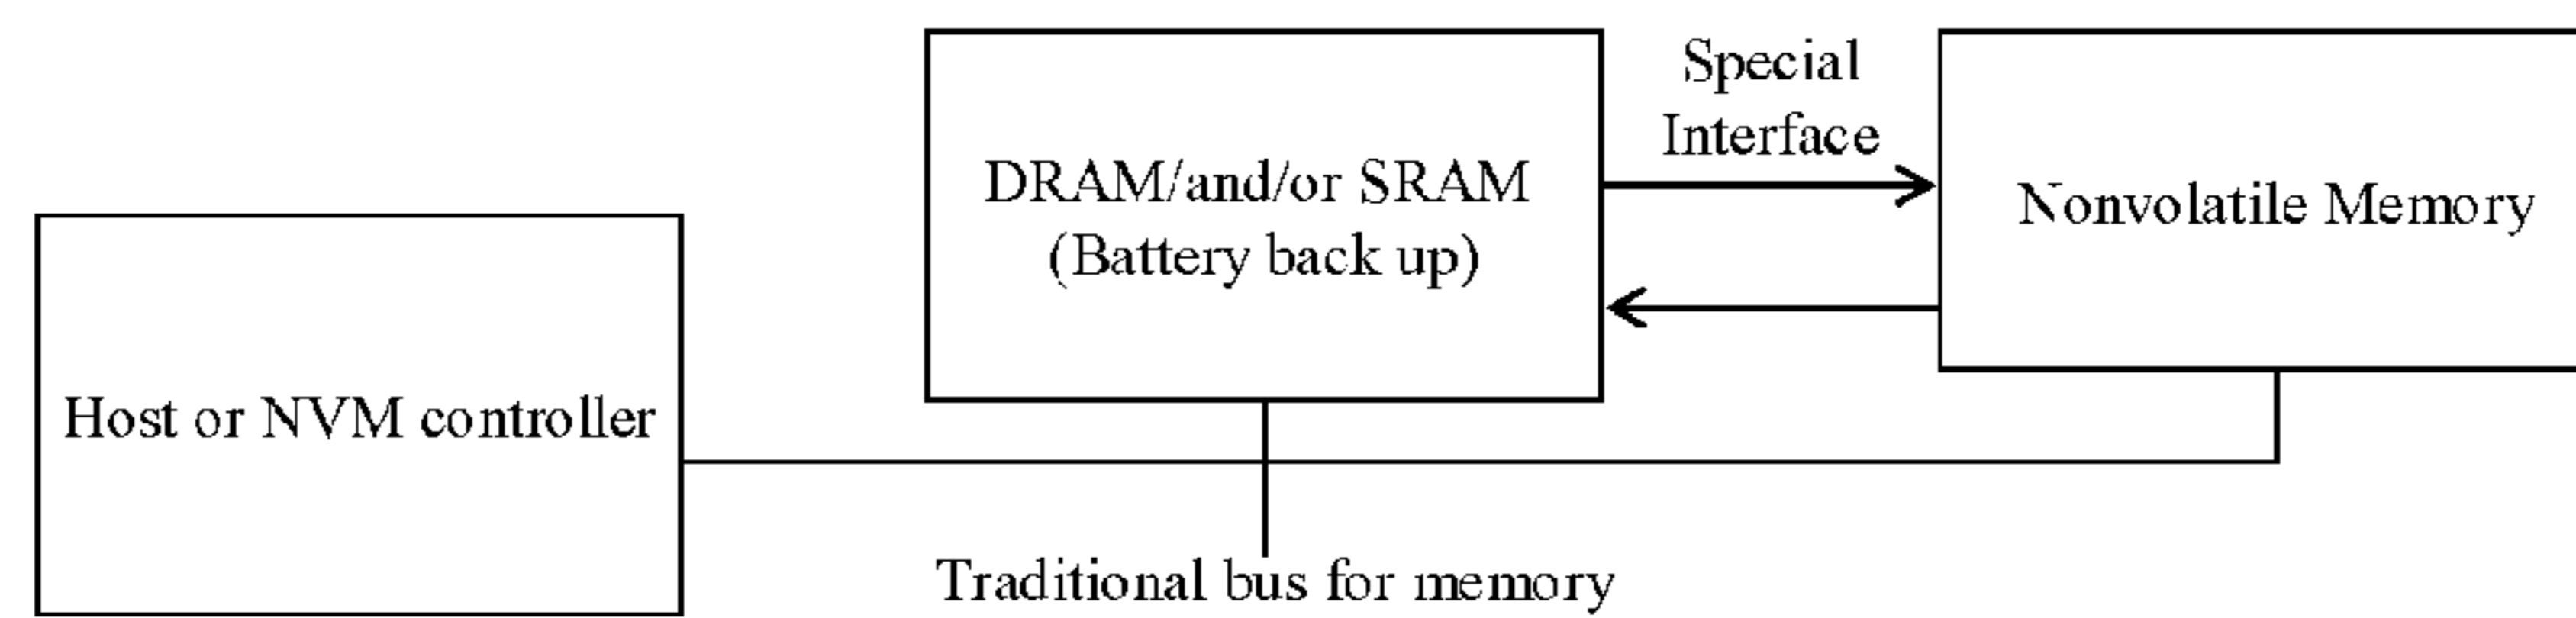 Special
Interface
DRAM/and/or SRAM
(Battery back up)
Nonvolatile Memory
Host or NVM controller
Traditional bus for memory